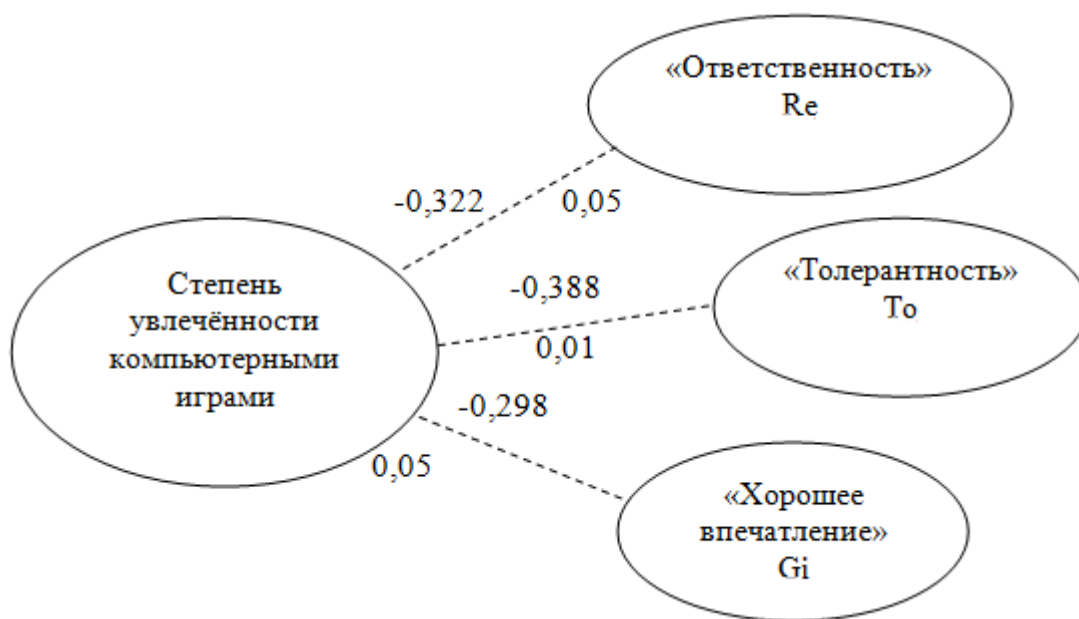 «Ответственность»
Re
-0,322
0,05
Степень
увлечённости
компьютерными
играми
-0,388
0,01
«Толерантность»
To
-0,298
0,05
«Хорошее
впечатление»
Gi